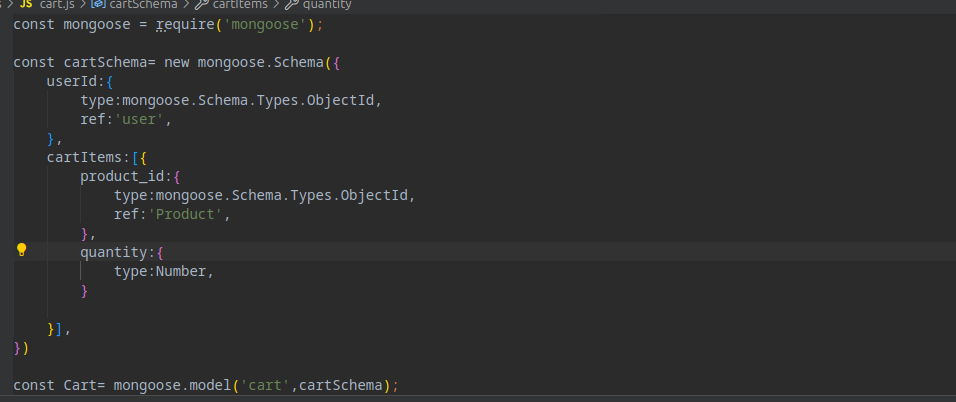 s > JS cart.js > cartSchema > cartItems > quantity
const mongoose = require('mongoose');
const cartSchema= new mongoose.Schema({
    userId:{
        type:mongoose.Schema.Types.ObjectId,
        ref:'user',
    },
    cartItems:[{
        product_id:{
            type:mongoose.Schema.Types.ObjectId,
            ref:'Product',
        },
        quantity:{
            type:Number,
        }
    }],
})
const Cart= mongoose.model('cart',cartSchema);